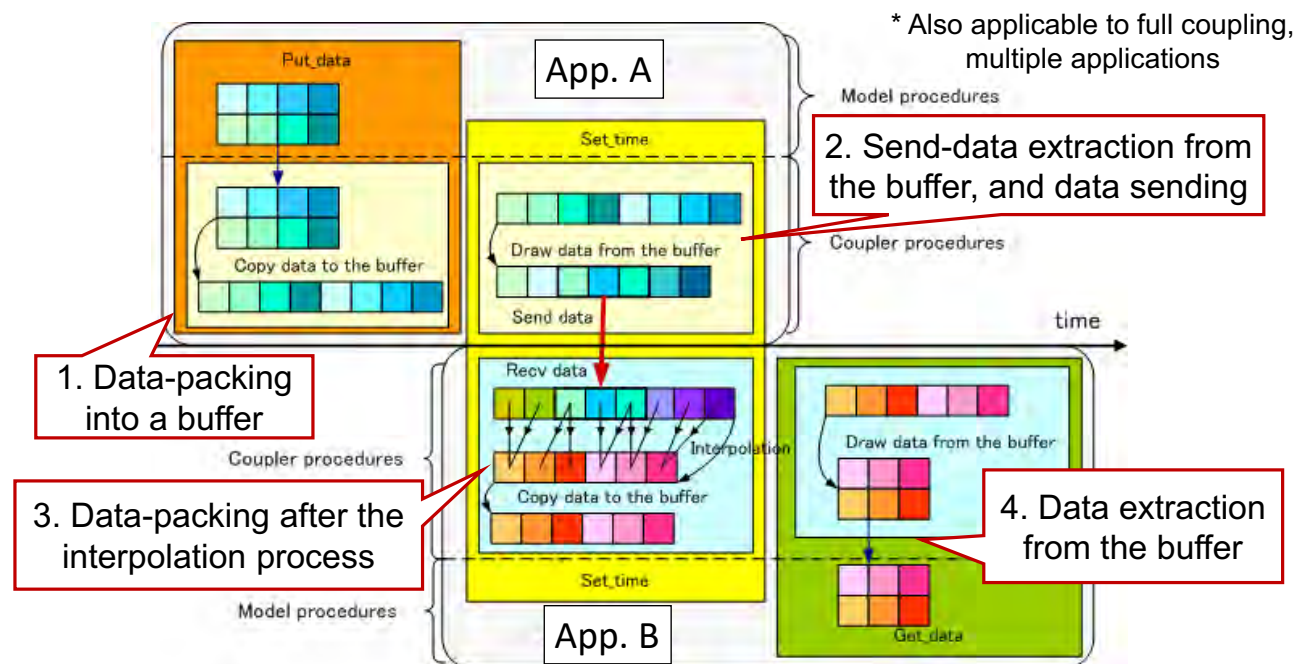 * Also applicable to full coupling,
multiple applications
Put_data
App. A
Model procedures
Set_time
2. Send-data extraction from
the buffer, and data sending
Coupler procedures
Copy data to the buffer
Draw data from the buffer
Send data
time
1. Data-packing
into a buffer
Recv data
Interpolation
Draw data from the buffer
Coupler procedures
3. Data-packing after the
interpolation process
Copy data to the buffer
4. Data extraction
from the buffer
Set_time
Model procedures
App. B
Get_data